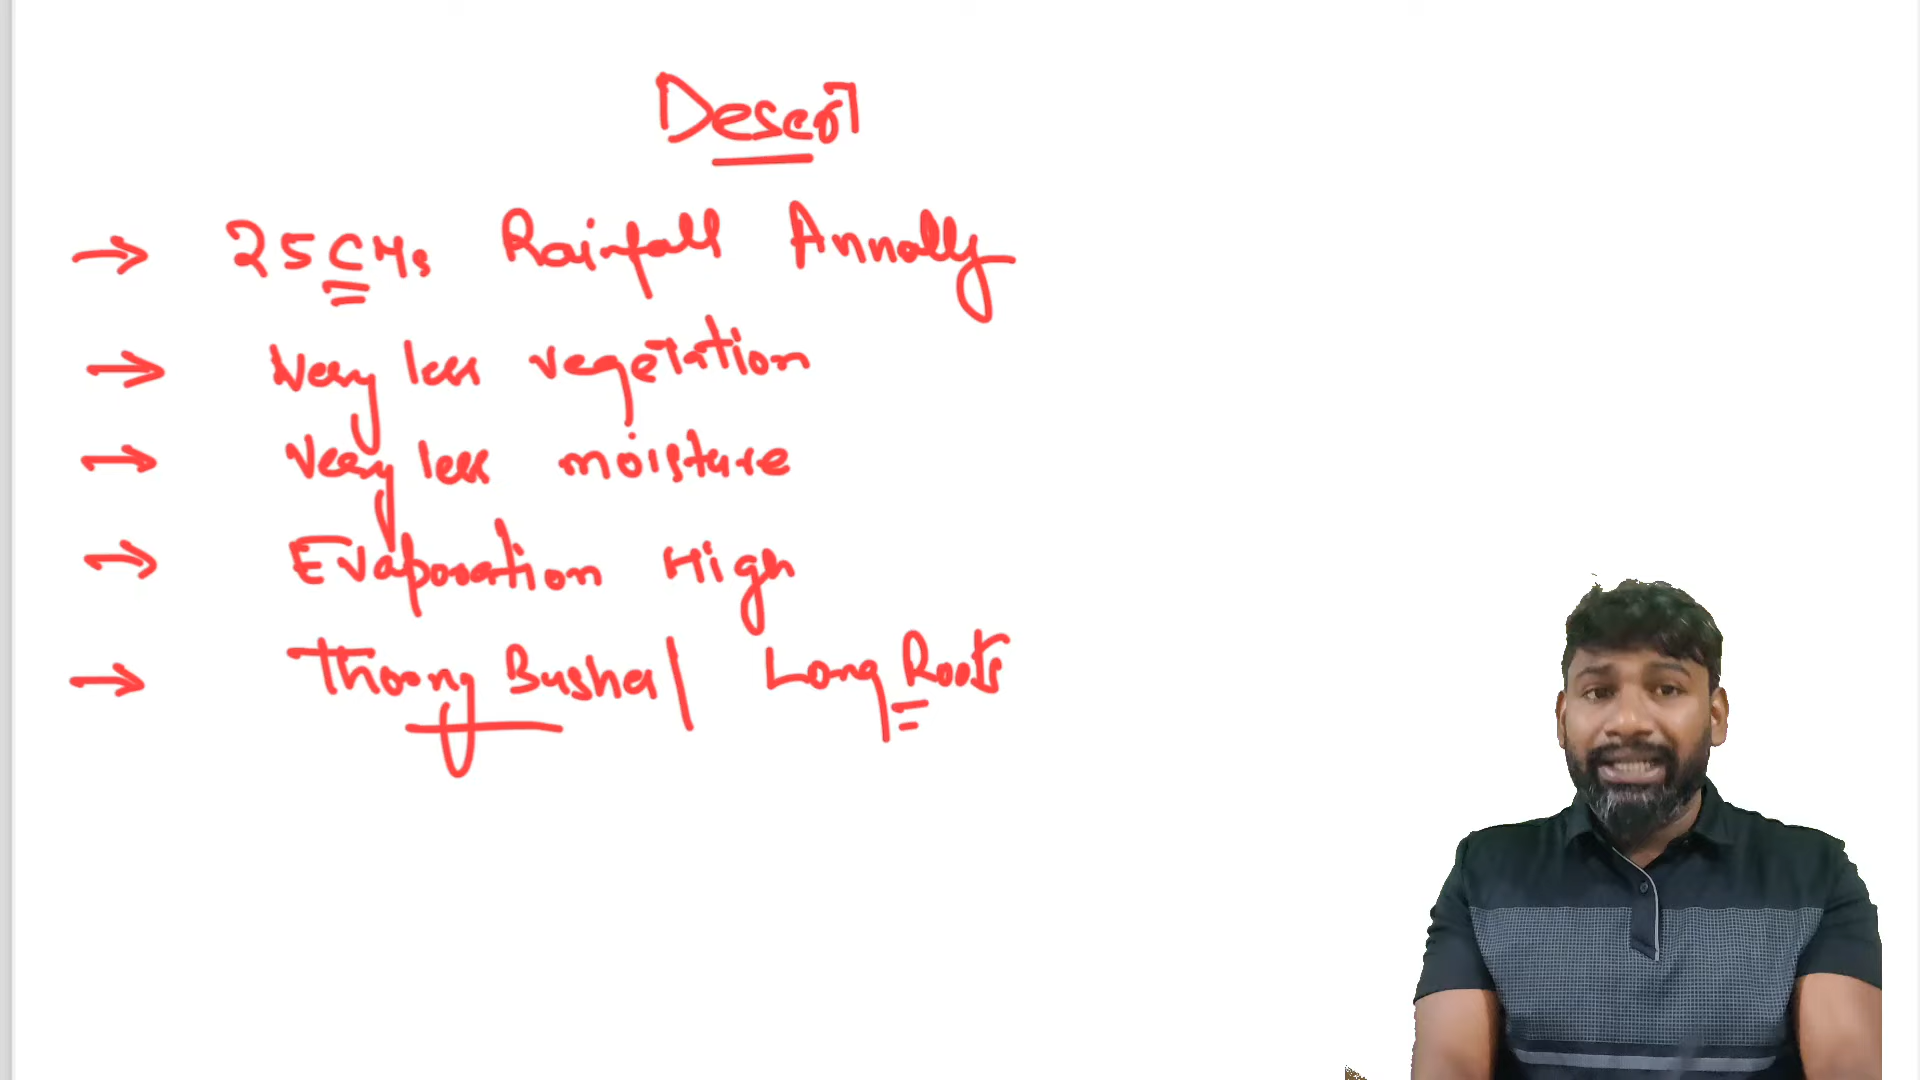 Desert
→ 25 CMs Rainfall Annally
→ Very less vegetation
→ Very less moisture
→ Evaporation High
→ Thorny Bushes / Long Roots